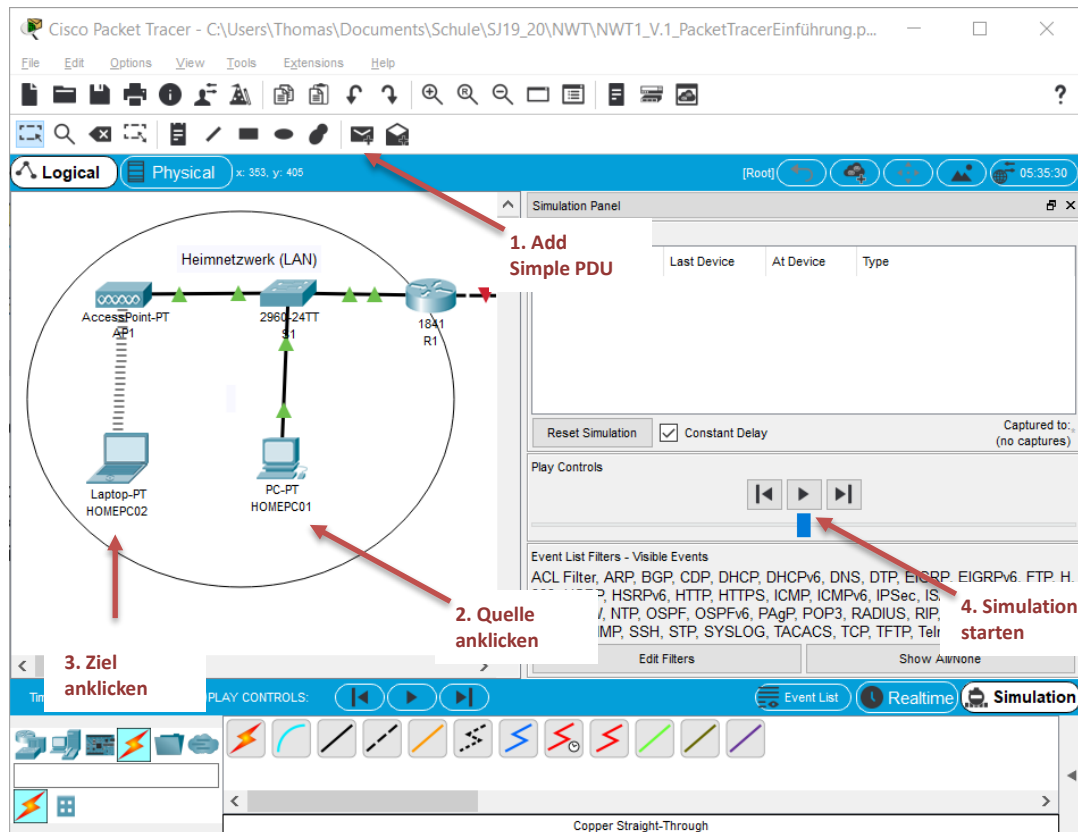 Cisco Packet Tracer - C:\Users\Thomas\Documents\Schule\SJ19_20\NWT\NWT1_V.1_PacketTracerEinführung.p...
File Edit Options View Tools Extensions Help
?
Logical Physical x: 353, y: 405 [Root] 05:35:30
Simulation Panel
1. Add
Simple PDU
Last Device At Device Type
Heimnetzwerk (LAN)
AccessPoint-PT
AP1
2960-24TT
S1
1841
R1
Reset Simulation Constant Delay
Captured to:
(no captures)
Play Controls
Laptop-PT
HOMEPC02
PC-PT
HOMEPC01
Event List Filters - Visible Events
ACL Filter, ARP, BGP, CDP, DHCP, DHCPv6, DNS, DTP, EIGRP, EIGRPv6, FTP, H.
HSRPv6, HTTP, HTTPS, ICMP, ICMPv6, IPSec,
NTP, OSPF, OSPFv6, PAgP, POP3, RADIUS, RIP,
SSH, STP, SYSLOG, TACACS, TCP, TFTP,
2. Quelle
anklicken
4. Simulation
starten
3. Ziel
anklicken
Edit Filters Show All/None
PLAY CONTROLS: Event List Realtime Simulation
Copper Straight-Through